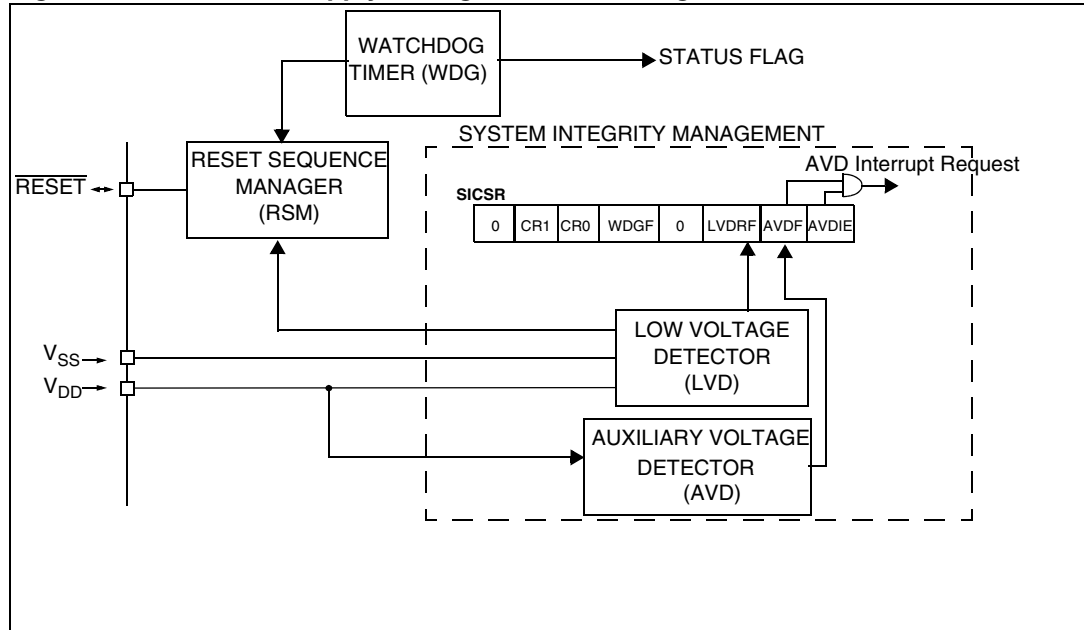 WATCHDOG
TIMER (WDG)
STATUS FLAG
SYSTEM INTEGRITY MANAGEMENT
RESET SEQUENCE
MANAGER
(RSM)
AVD Interrupt Request
RESET
SICSR
0 CR1 CR0 WDGF 0 LVDRF AVDF AVDIE
LOW VOLTAGE
DETECTOR
(LVD)
VSS
VDD
AUXILIARY VOLTAGE
DETECTOR
(AVD)